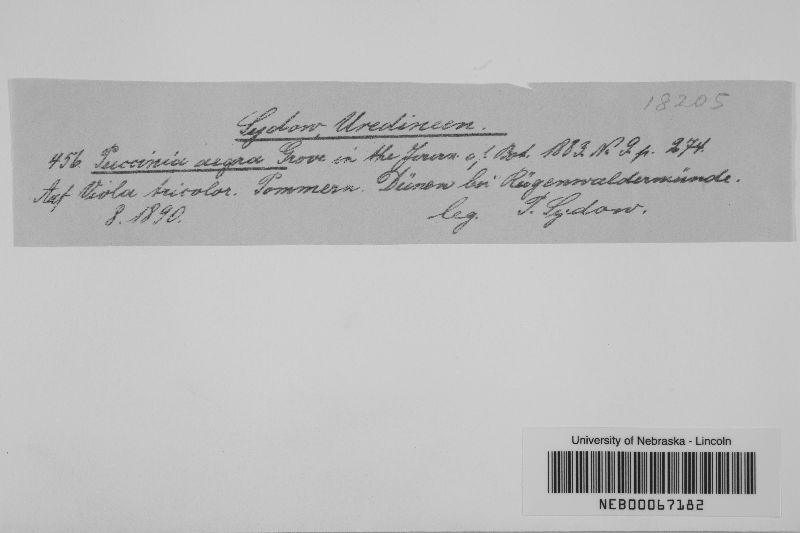 18205
Sydow, Uredineen.
456. Puccinia aegra Grove in the Journ. of. Bot. 1883. N. 9. p. 274.
Auf Viola tricolor. Pommern. Dünen bei Rügenwaldermünde.
8. 1890. leg. P. Sydow.
University of Nebraska - Lincoln
NEB00067182